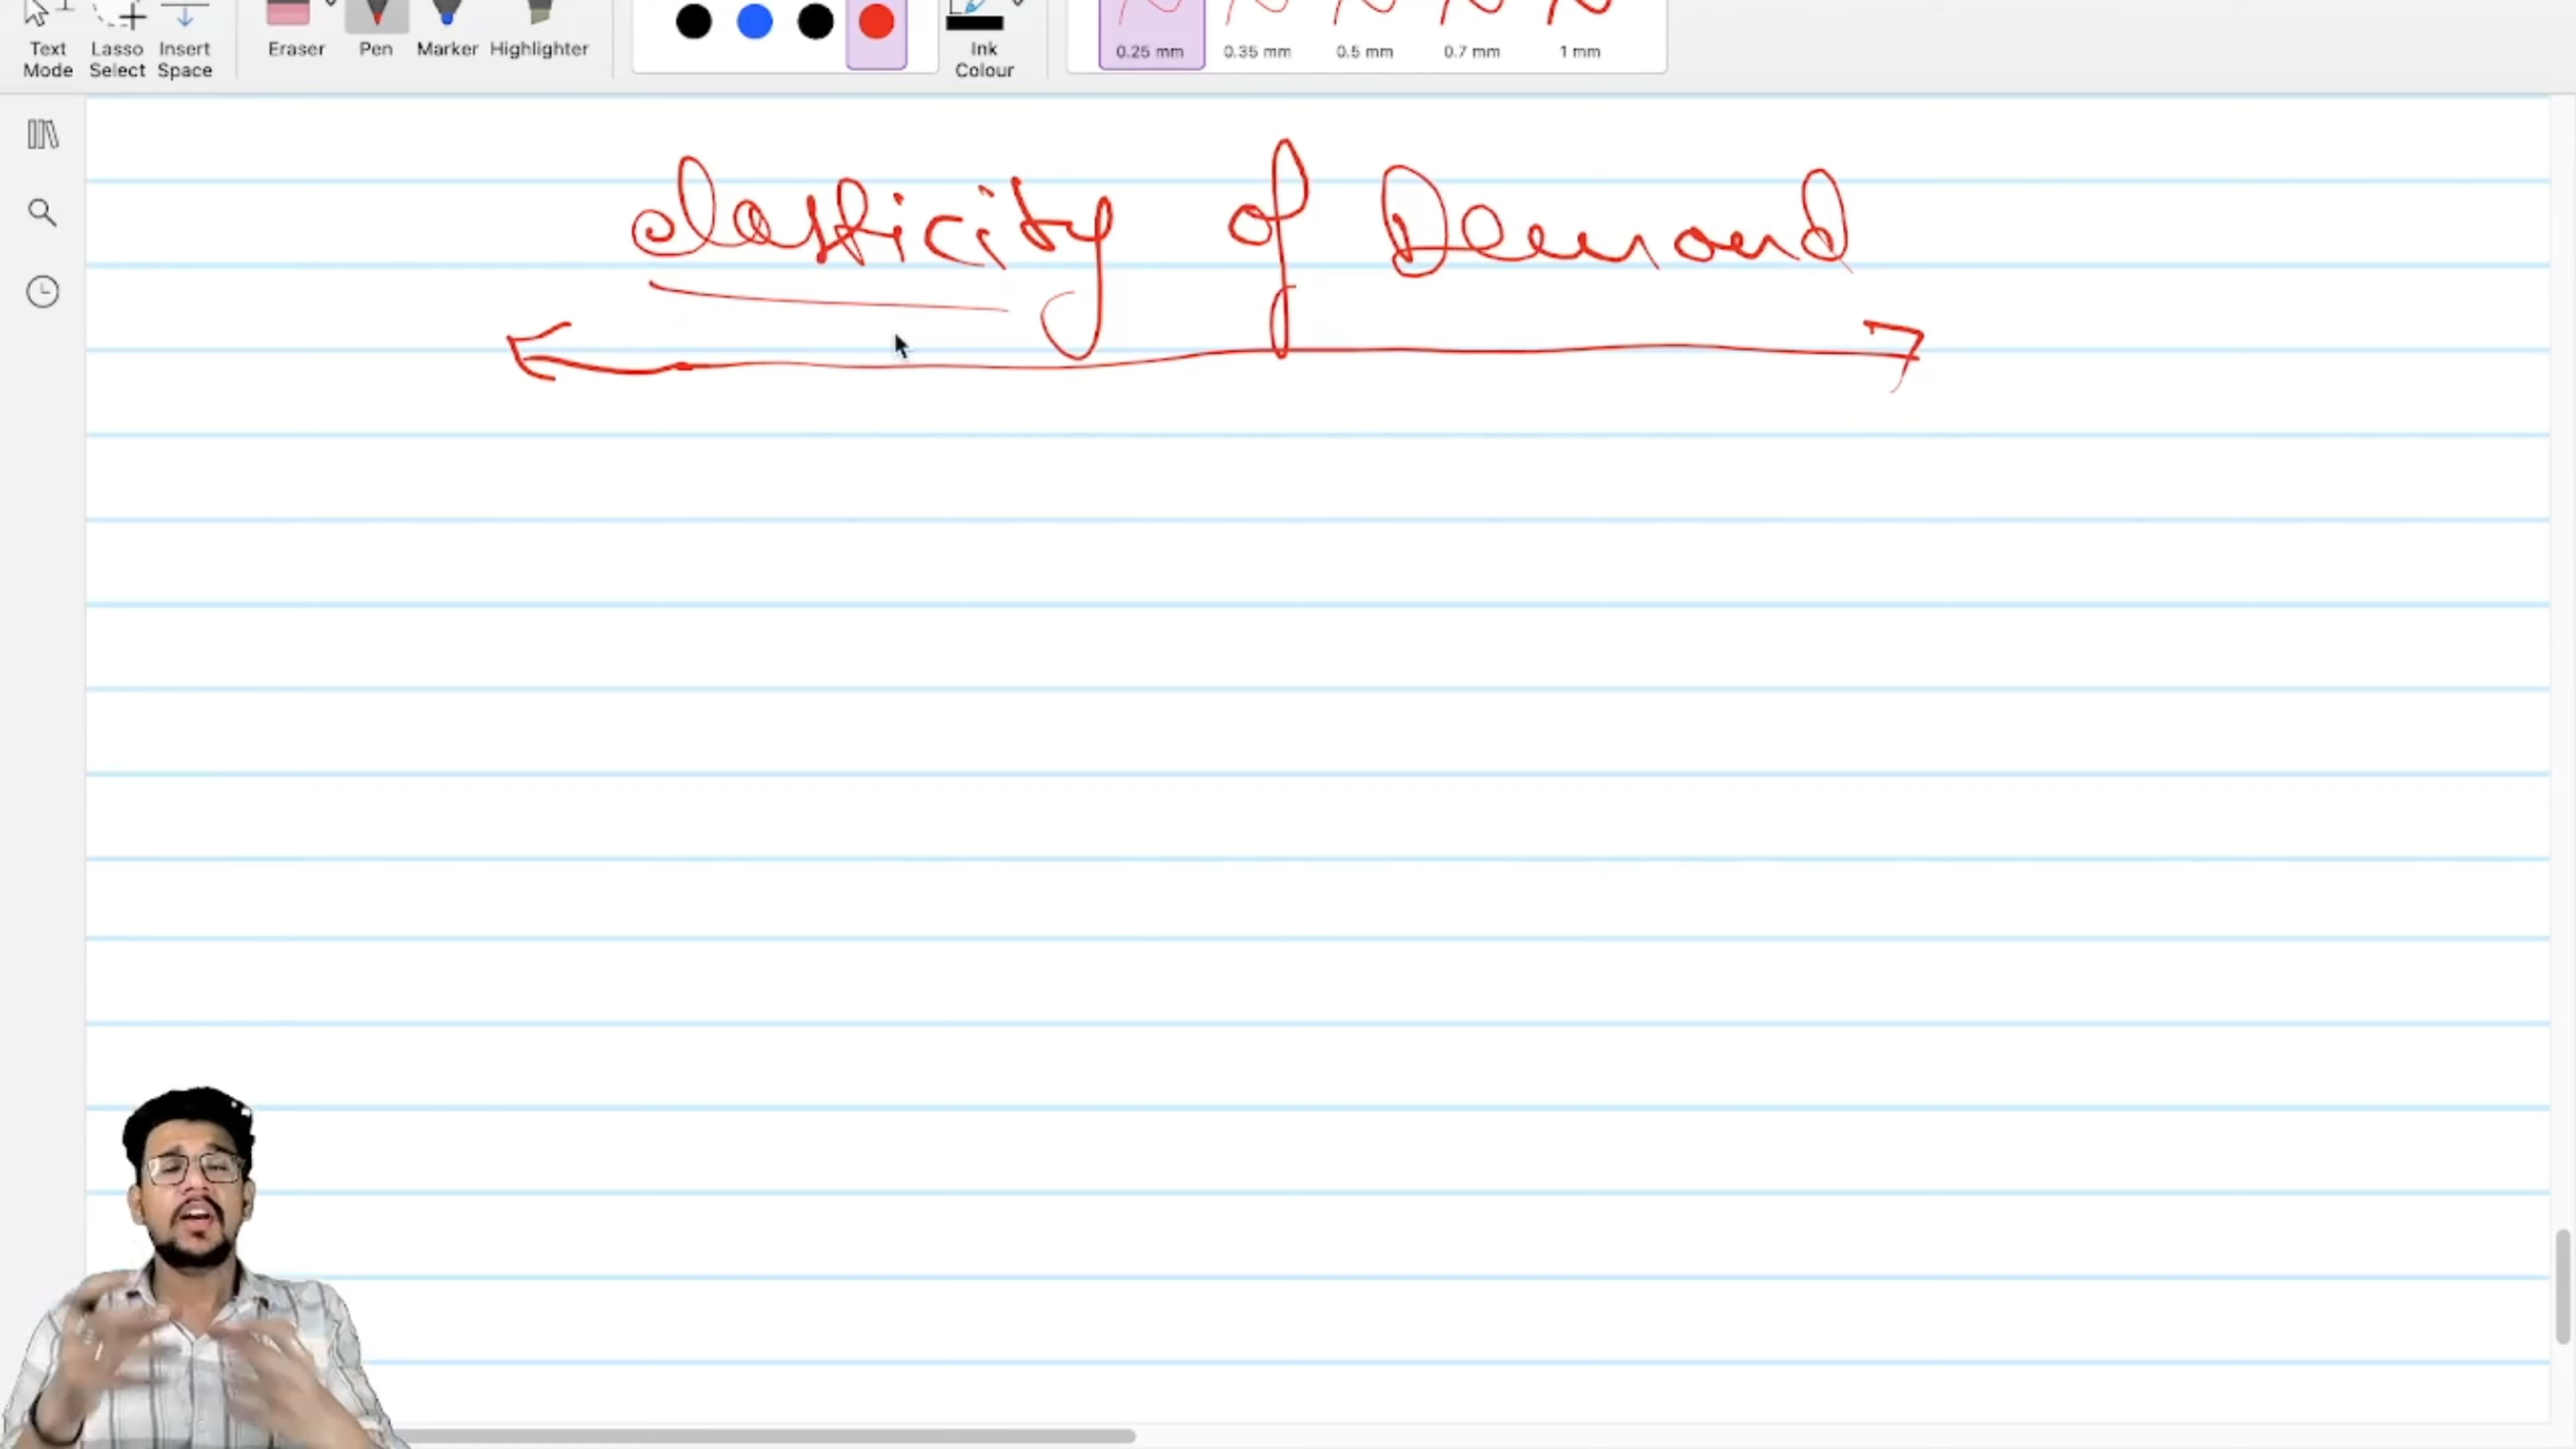 Text Mode
Lasso Select
Insert Space
Eraser
Pen
Marker
Highlighter
Ink Colour
0.25 mm
0.35 mm
0.5 mm
0.7 mm
1 mm
elasticity of Demand